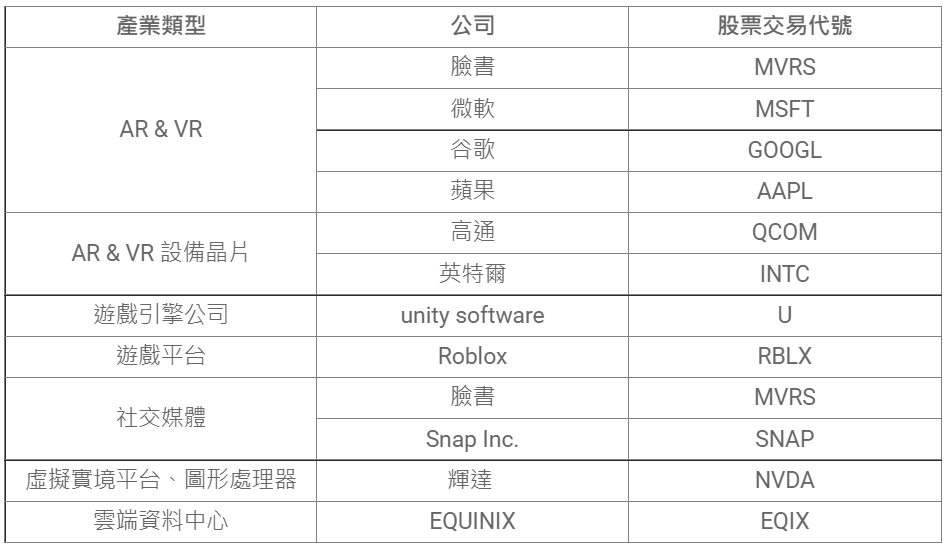 產業類型 公司 股票交易代號
AR & VR
臉書 MVRS
微軟 MSFT
谷歌 GOOGL
蘋果 AAPL
AR & VR 設備晶片
高通 QCOM
英特爾 INTC
遊戲引擎公司 unity software U
遊戲平台 Roblox RBLX
社交媒體
臉書 MVRS
Snap Inc. SNAP
虛擬實境平台、圖形處理器 輝達 NVDA
雲端資料中心 EQUINIX EQIX